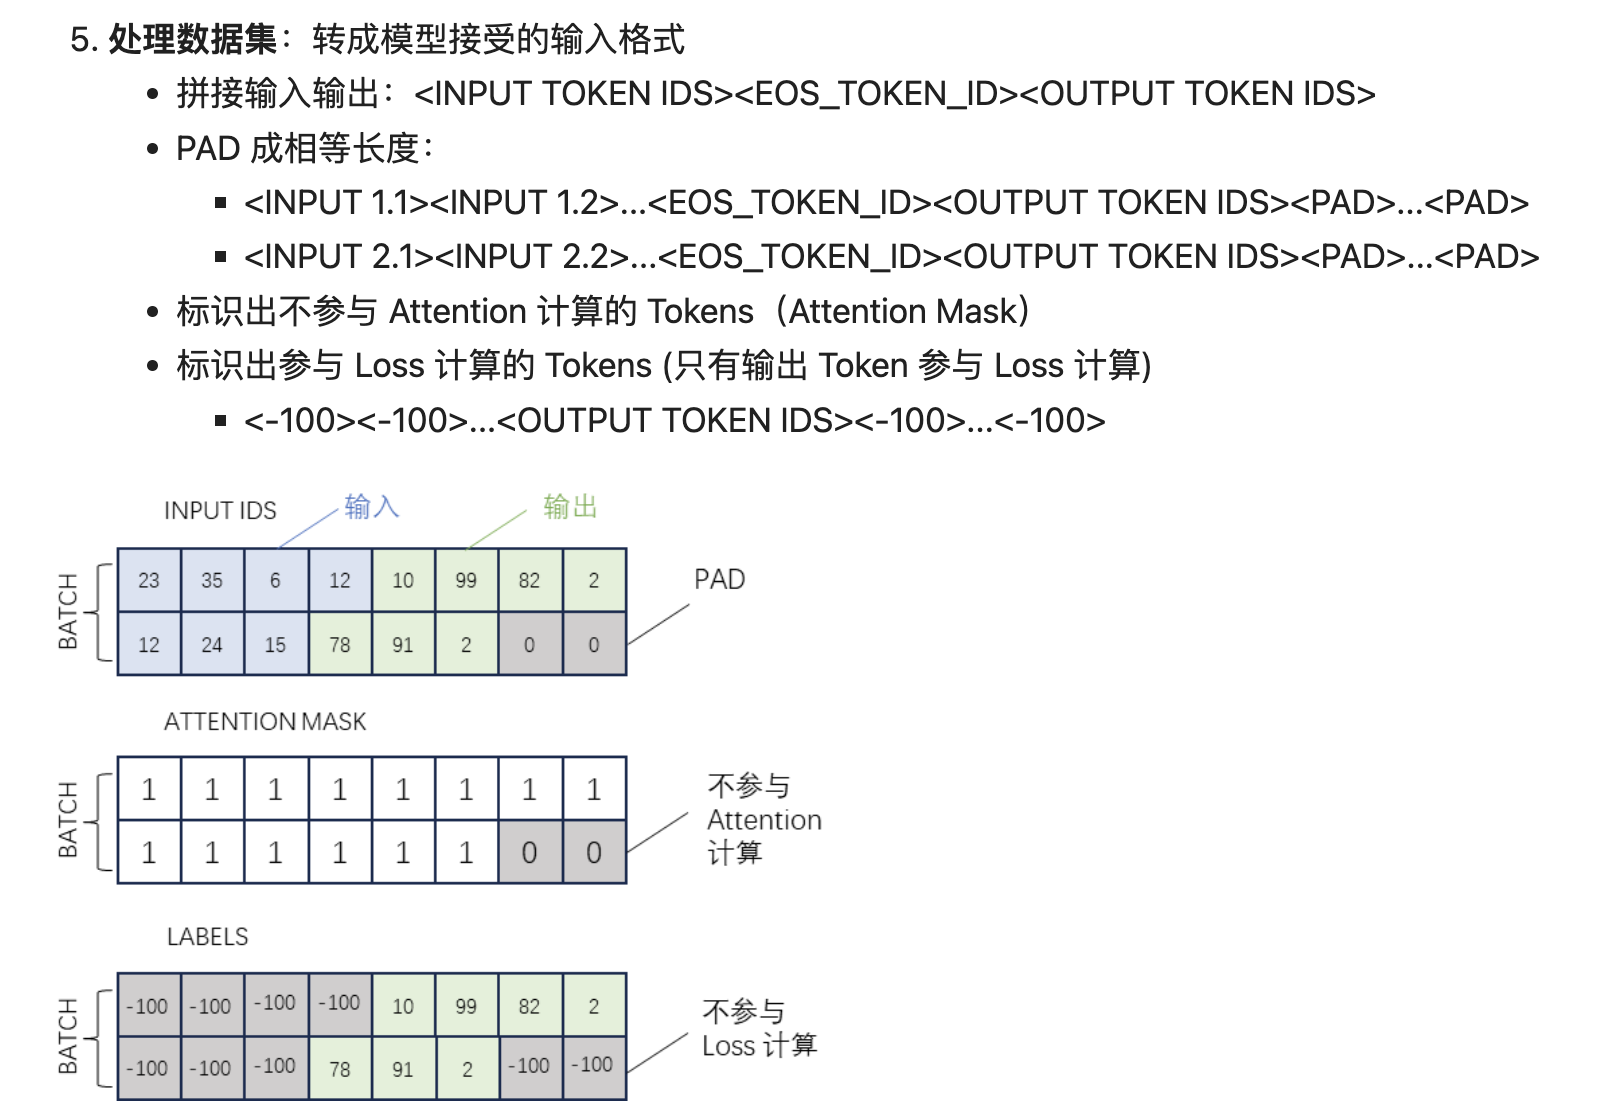 5. 处理数据集：转成模型接受的输入格式
• 拼接输入输出：<INPUT TOKEN IDS><EOS_TOKEN_ID><OUTPUT TOKEN IDS>
• PAD 成相等长度：
▪ <INPUT 1.1><INPUT 1.2>...<EOS_TOKEN_ID><OUTPUT TOKEN IDS><PAD>...<PAD>
▪ <INPUT 2.1><INPUT 2.2>...<EOS_TOKEN_ID><OUTPUT TOKEN IDS><PAD>...<PAD>
• 标识出不参与 Attention 计算的 Tokens（Attention Mask）
• 标识出参与 Loss 计算的 Tokens (只有输出 Token 参与 Loss 计算)
▪ <-100><-100>...<OUTPUT TOKEN IDS><-100>...<-100>
INPUT IDS 输入 输出
BATCH
23 35 6 12 10 99 82 2
12 24 15 78 91 2 0 0
PAD
ATTENTION MASK
BATCH
1 1 1 1 1 1 1 1
1 1 1 1 1 1 0 0
不参与
Attention
计算
LABELS
BATCH
-100 -100 -100 -100 10 99 82 2
-100 -100 -100 78 91 2 -100 -100
不参与
Loss 计算